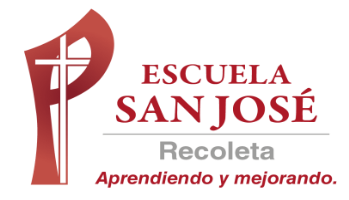 ESCUELA
SAN JOSÉ
Recoleta
Aprendiendo y mejorando.